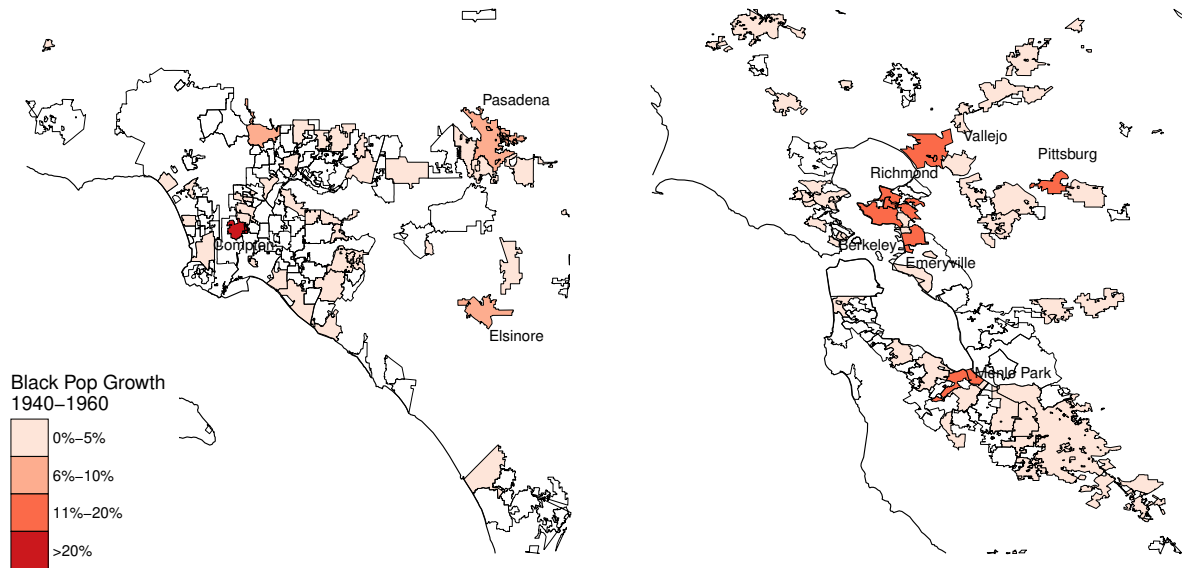 Pasadena
Compton
Elsinore
Black Pop Growth
1940−1960
0%−5%
6%−10%
11%−20%
>20%
Vallejo
Pittsburg
Richmond
Berkeley
Emeryville
Menlo Park